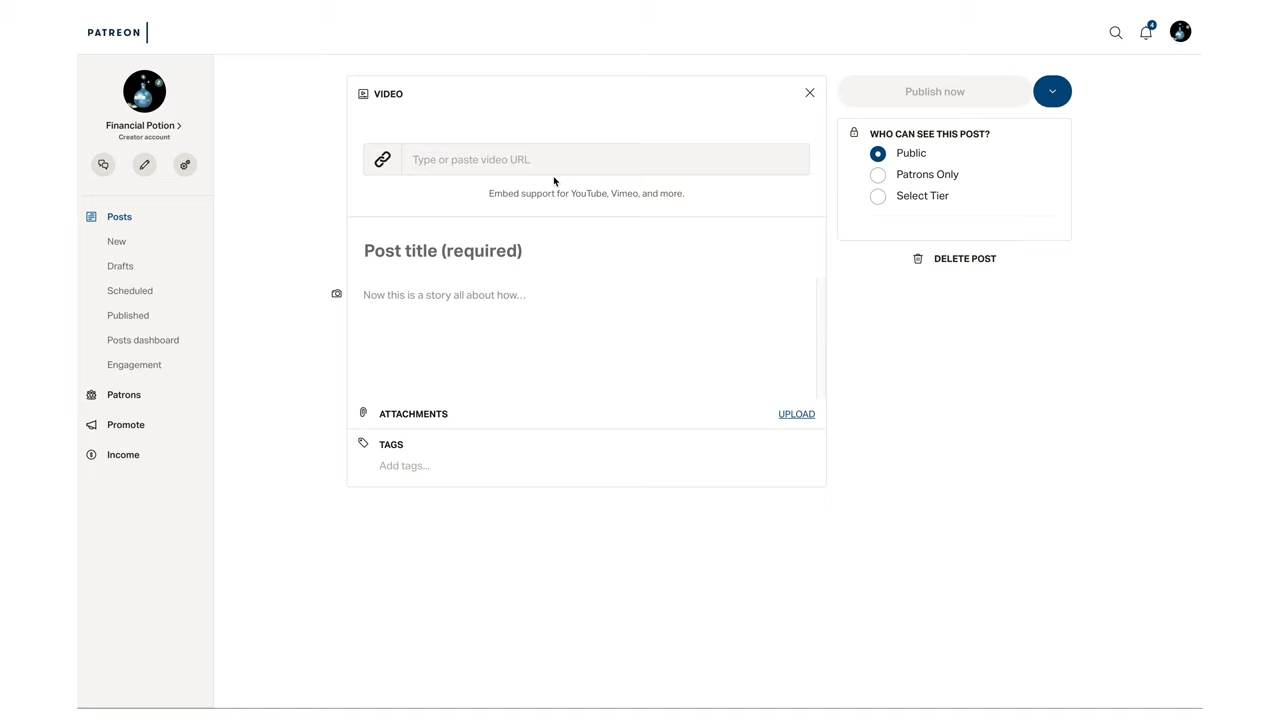 PATREON
4
Financial Potion
Creator account
Posts
New
Drafts
Scheduled
Published
Posts dashboard
Engagement
Patrons
Promote
Income
VIDEO
Type or paste video URL
Embed support for YouTube, Vimeo, and more.
Post title (required)
Now this is a story all about how...
ATTACHMENTS
UPLOAD
TAGS
Add tags...
Publish now
WHO CAN SEE THIS POST?
Public
Patrons Only
Select Tier
DELETE POST